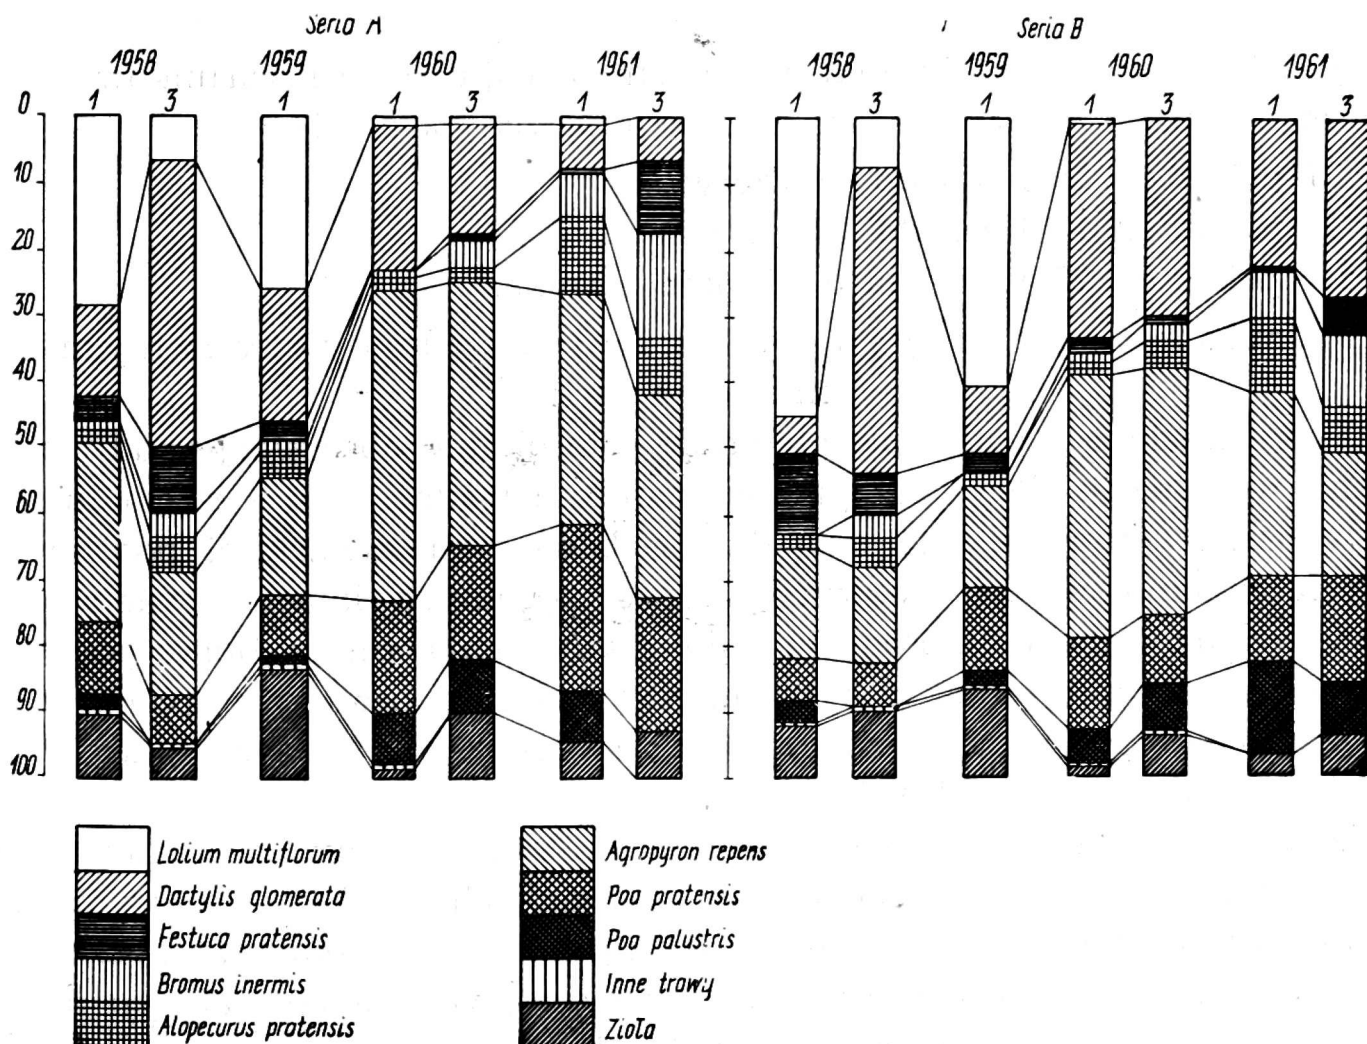 Seria A Seria B
1958 1959 1960 1961 1958 1959 1960 1961
1 3 1 1 3 1 3 1 3 1 1 3 1 3
0
10
20
30
40
50
60
70
80
90
100
Lolium multiflorum
Dactylis glomerata
Festuca pratensis
Bromus inermis
Alopecurus pratensis
Agropyron repens
Poa pratensis
Poa palustris
Inne trawy
Zioła